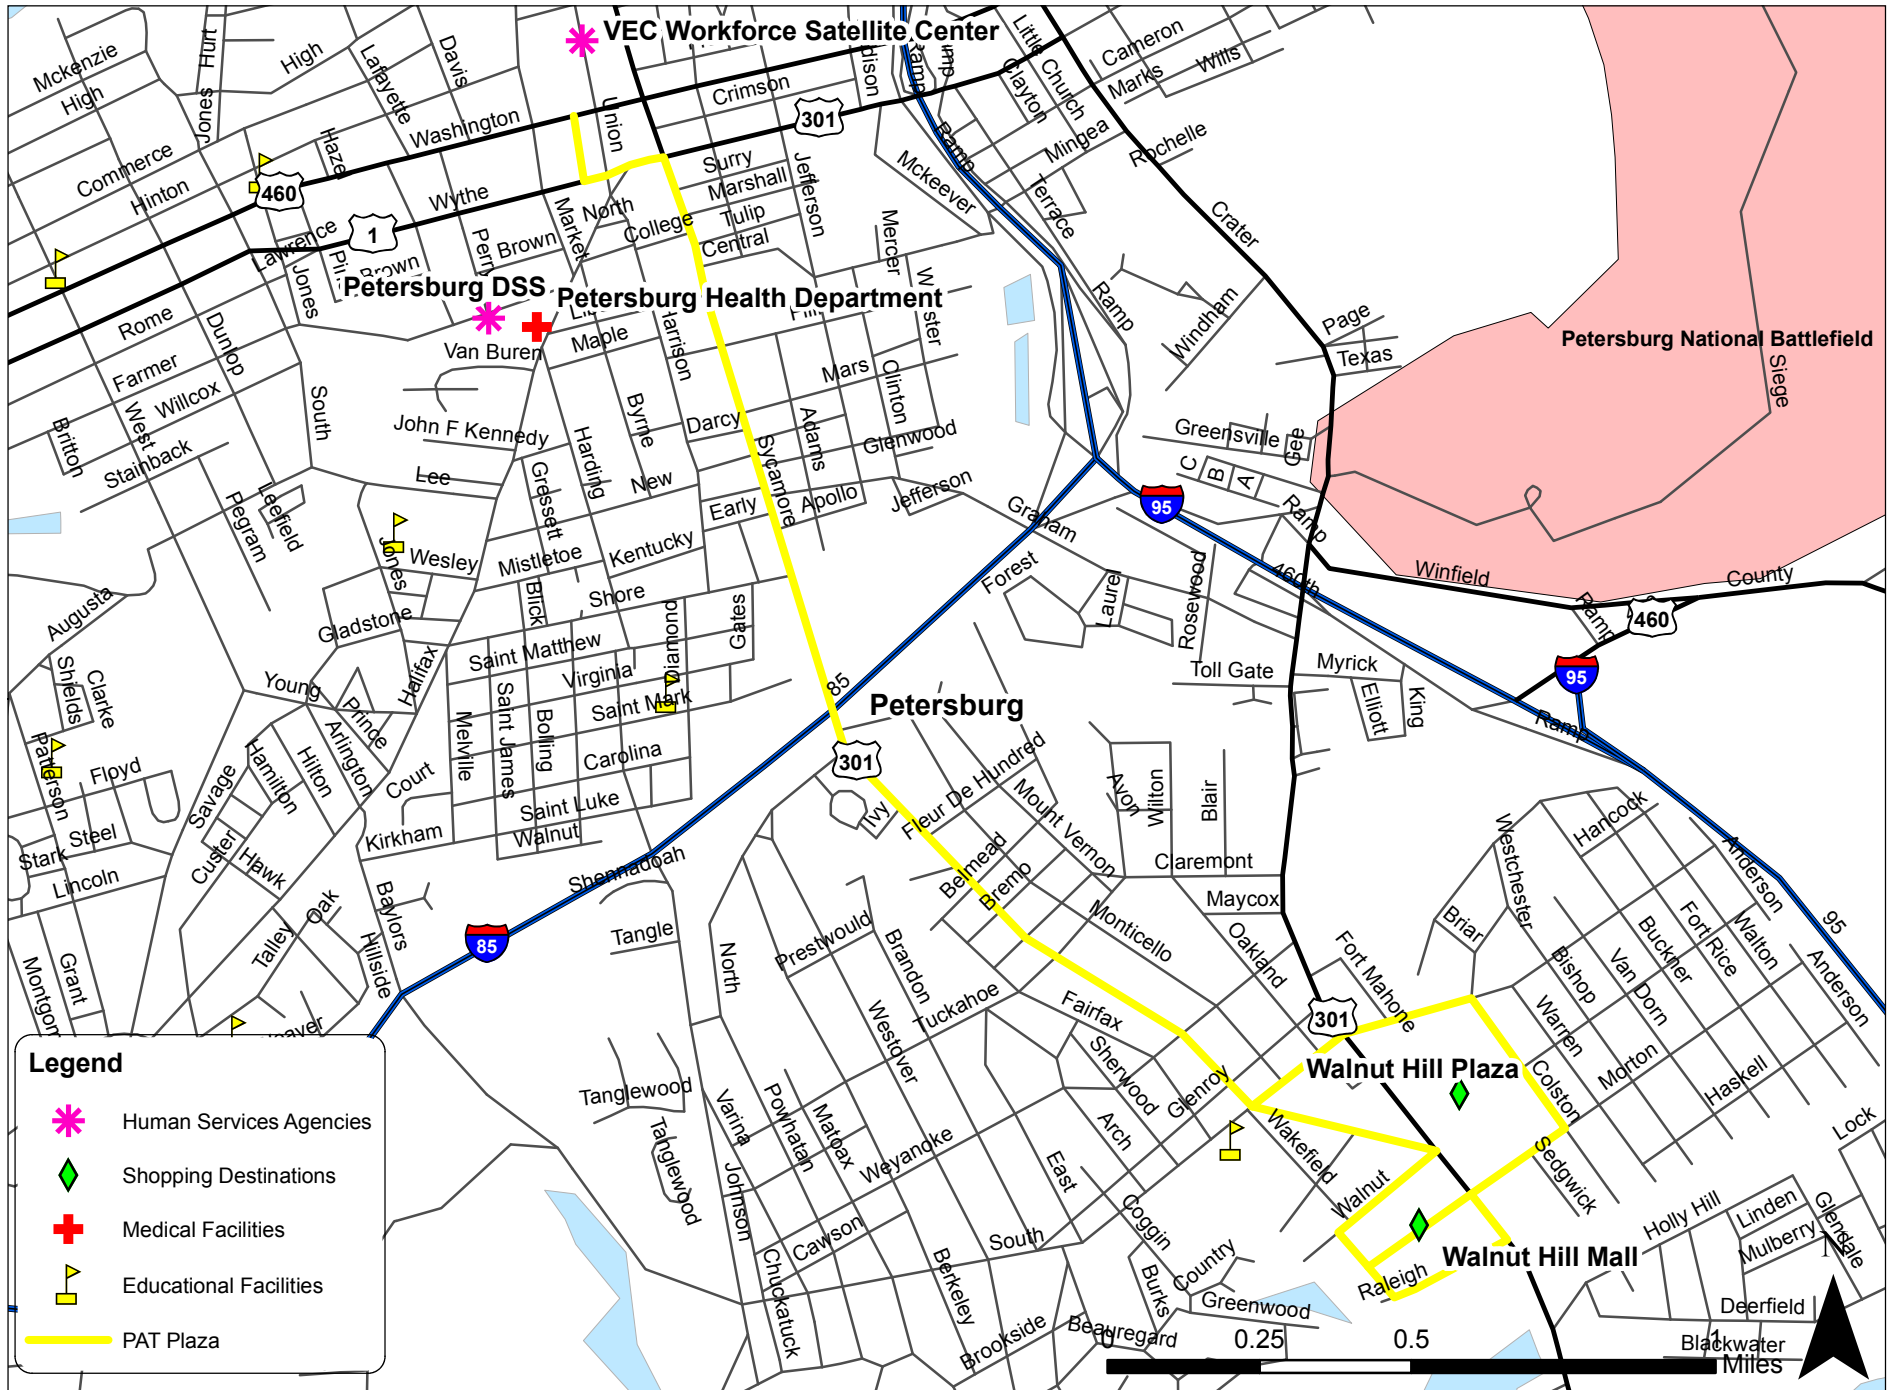 VEC Workforce Satellite Center
Mckenzie
High
Jones
Hurt
High
Lafayette
Davis
Washington
Union
Crimson
301
Ramp
Little Church
Clayton
Cameron
Marks
Wills
Mingea
Rochelle
Commerce
Hinton
460
Wythe
1
Lawrence
Jones
Brown
Perry
Brown
Market
North
College
Surry
Marshall
Tulip
Central
Jefferson
Mckeever
Mercer
Ramp
Terrace
Crater
Ramp
Windham
Page
Texas
Petersburg National Battlefield
Siege
Petersburg DSS
Petersburg Health Department
Rome
Dunlop
Farmer
Willcox
West
Britton
Stainback
South
Van Buren
Maple
Harrison
John F Kennedy
Lee
Byrne
Harding
Gressett
New
Darcy
Mars
Adams
Clinton
Glenwood
Sycamore
Early
Apollo
Jefferson
Graham
Greensville
Gee
C
B
A
Ramp
95
Pegram
Leefield
Jones
Wesley
Mistletoe
Kentucky
Blick
Shore
Forest
Laurel
Rosewood
460th
Winfield
County
Ramp
460
95
Augusta
Gladstone
Halifax
Saint Matthew
Diamond
Gates
Virginia
Saint Mark
Shields
Clarke
Young
Prince
Arlington
Melville
Saint James
Bolling
Carolina
85
Petersburg
301
Toll Gate
Myrick
Elliott
King
Ramp
Patterson
Floyd
Steel
Stark
Lincoln
Savage
Hamilton
Hilton
Court
Custer
Hawk
Kirkham
Saint Luke
Walnut
Shennadoah
Ivy
Fleur De Hundred
Mount Vernon
Belmead
Bremo
Avon
Wilton
Blair
Claremont
Maycox
Westchester
Hancock
Anderson
95
Talley
Oak
Baylors
Hillside
85
Tangle
North
Prestwould
Brandon
Monticello
Oakland
Fort Mahone
Briar
Bishop
Van Dorn
Buckner
Fort Rice
Walton
Anderson
Grant
Westover
Tuckahoe
Fairfax
301
Warren
Colston
Morton
Haskell
Walnut Hill Plaza
Tanglewood
Tanglewood
Varina
Powhatan
Matoax
Weyanoke
Sherwood
Glenroy
Arch
Wakefield
Walnut
Sedgwick
Lock
Johnson
Cawson
Chuckatuck
Berkeley
South
East
Coggin
Country
Burks
Greenwood
Beauregard
Brookside
Raleigh
Walnut Hill Mall
Holly Hill
Linden
Mulberry
Glendale
Deerfield
Blackwater
Legend
Human Services Agencies
Shopping Destinations
Medical Facilities
Educational Facilities
PAT Plaza
0
0.25
0.5
1
Miles
N